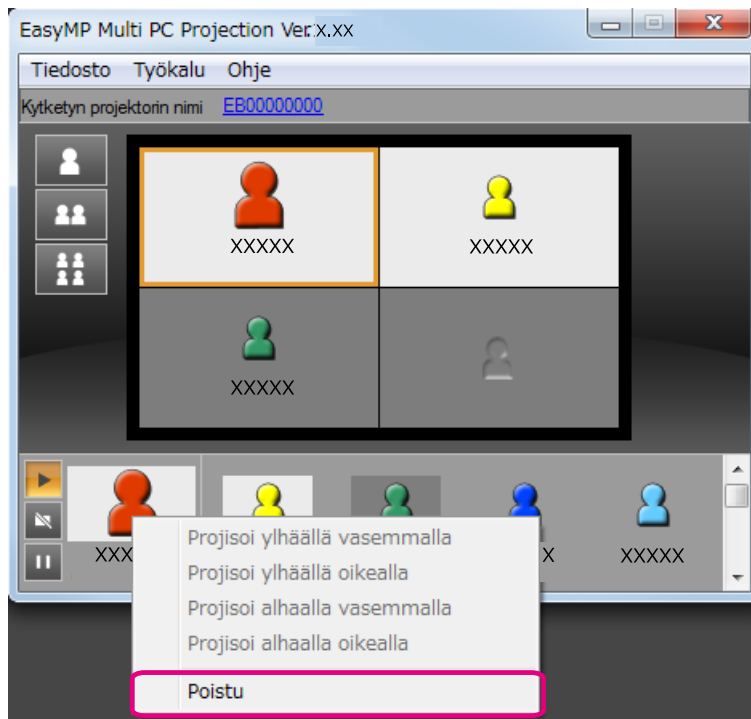 EasyMP Multi PC Projection Ver.X.XX
Tiedosto Työkalu Ohje
Kytketyn projektorin nimi EB00000000
XXXXX XXXXX
XXXXX
XXX X XXXXX
Projisoi ylhäällä vasemmalla
Projisoi ylhäällä oikealla
Projisoi alhaalla vasemmalla
Projisoi alhaalla oikealla
Poistu